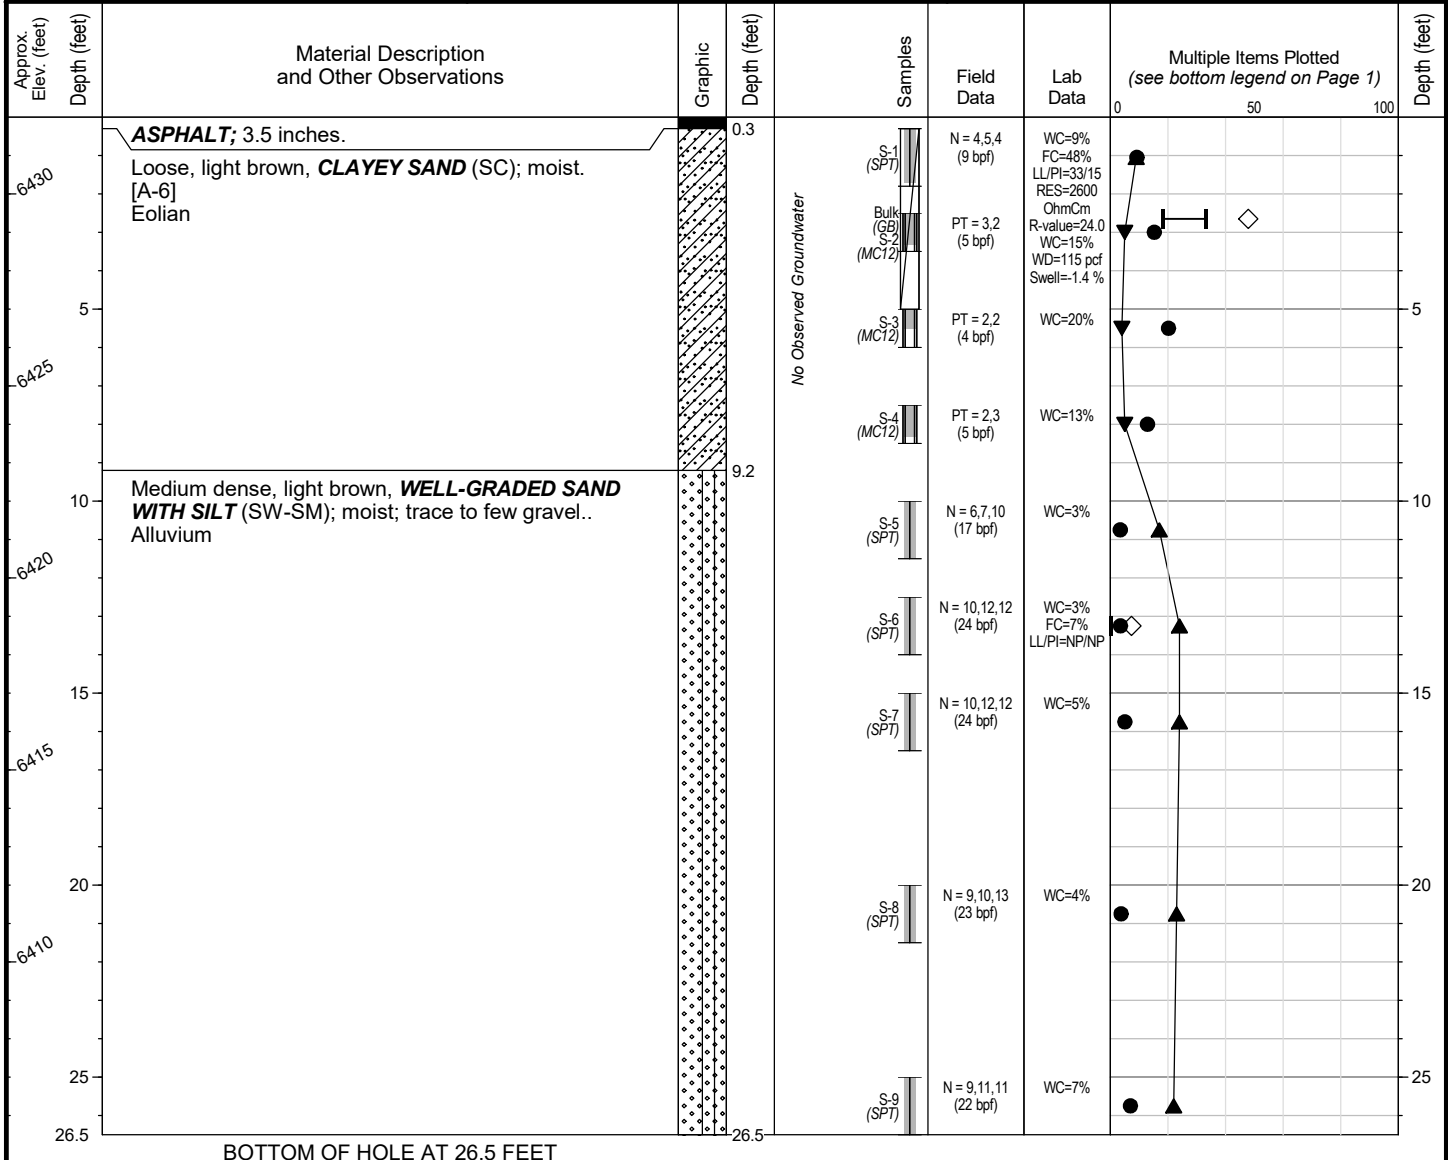 Approx.
Elev. (feet)
Depth (feet)
Material Description
and Other Observations
Graphic
Depth (feet)
Samples
Field
Data
Lab
Data
Multiple Items Plotted
(see bottom legend on Page 1)
0 50 100
Depth (feet)
ASPHALT; 3.5 inches.
0.3
Loose, light brown, CLAYEY SAND (SC); moist.
[A-6]
Eolian
6430
5
6425
No Observed Groundwater
S-1
(SPT)
N = 4,5,4
(9 bpf)
WC=9%
FC=48%
LL/PI=33/15
RES=2600
OhmCm
R-value=24.0
Bulk
(GB)
S-2
(MC12)
PT = 3,2
(5 bpf)
WC=15%
WD=115 pcf
Swell=-1.4 %
S-3
(MC12)
PT = 2,2
(4 bpf)
WC=20%
5
S-4
(MC12)
PT = 2,3
(5 bpf)
WC=13%
9.2
Medium dense, light brown, WELL-GRADED SAND
WITH SILT (SW-SM); moist; trace to few gravel..
Alluvium
10
6420
15
6415
20
6410
25
26.5
S-5
(SPT)
N = 6,7,10
(17 bpf)
WC=3%
10
S-6
(SPT)
N = 10,12,12
(24 bpf)
WC=3%
FC=7%
LL/PI=NP/NP
S-7
(SPT)
N = 10,12,12
(24 bpf)
WC=5%
15
S-8
(SPT)
N = 9,10,13
(23 bpf)
WC=4%
20
S-9
(SPT)
N = 9,11,11
(22 bpf)
WC=7%
25
26.5
BOTTOM OF HOLE AT 26.5 FEET